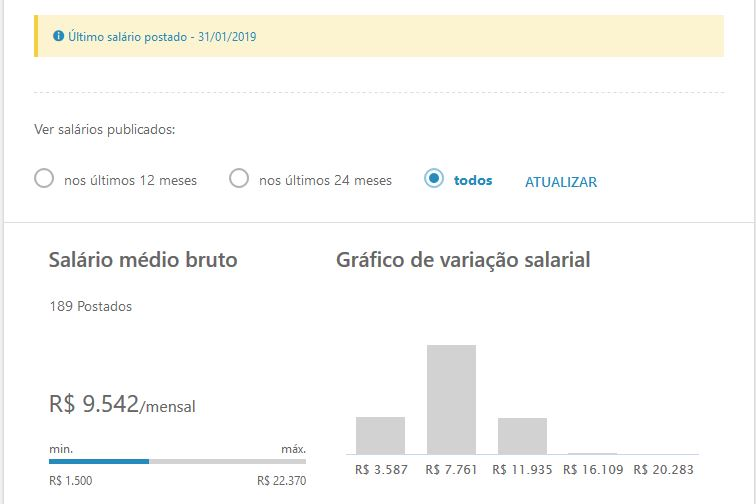 Último salário postado - 31/01/2019
Ver salários publicados:
nos últimos 12 meses nos últimos 24 meses todos ATUALIZAR
Salário médio bruto
Gráfico de variação salarial
189 Postados
R$ 9.542/mensal
min. máx.
R$ 1.500 R$ 22.370
R$ 3.587 R$ 7.761 R$ 11.935 R$ 16.109 R$ 20.283